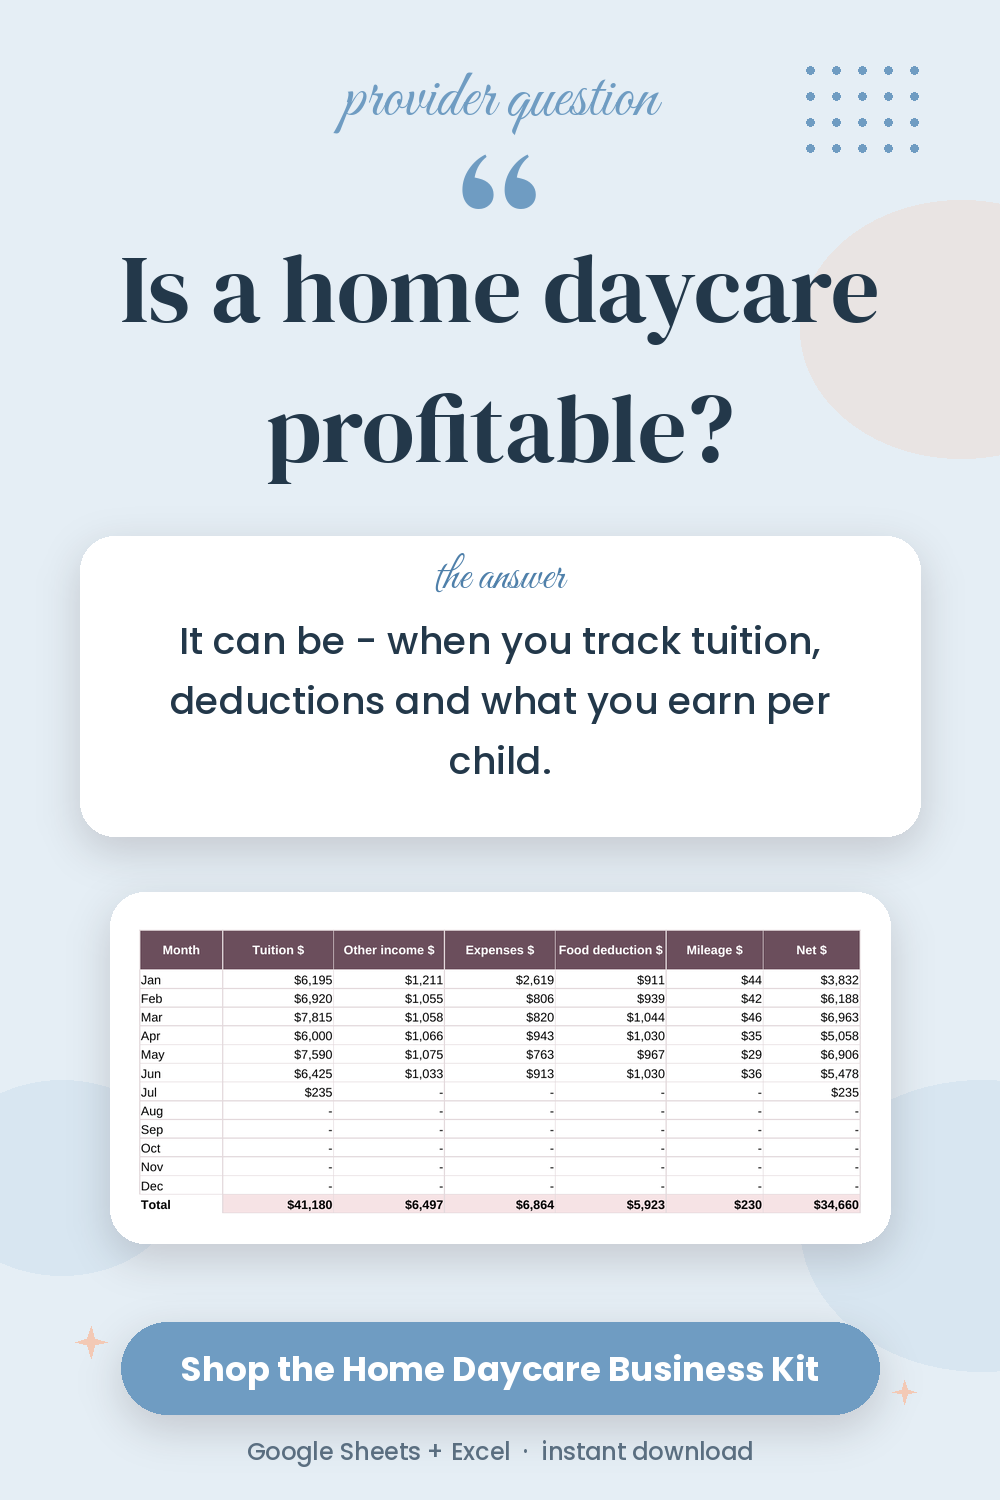 provider question
“
Is a home daycare
profitable?
the answer
It can be - when you track tuition,
deductions and what you earn per
child.
Month Tuition $ Other income $ Expenses $ Food deduction $ Mileage $ Net $
Jan $6,195 $1,211 $2,619 $911 $44 $3,832
Feb $6,920 $1,055 $806 $939 $42 $6,188
Mar $7,815 $1,058 $820 $1,044 $46 $6,963
Apr $6,000 $1,066 $943 $1,030 $35 $5,058
May $7,590 $1,075 $763 $967 $29 $6,906
Jun $6,425 $1,033 $913 $1,030 $36 $5,478
Jul $235 - - - - $235
Aug - - - - - -
Sep - - - - - -
Oct - - - - - -
Nov - - - - - -
Dec - - - - - -
Total $41,180 $6,497 $6,864 $5,923 $230 $34,660
Shop the Home Daycare Business Kit
Google Sheets + Excel · instant download